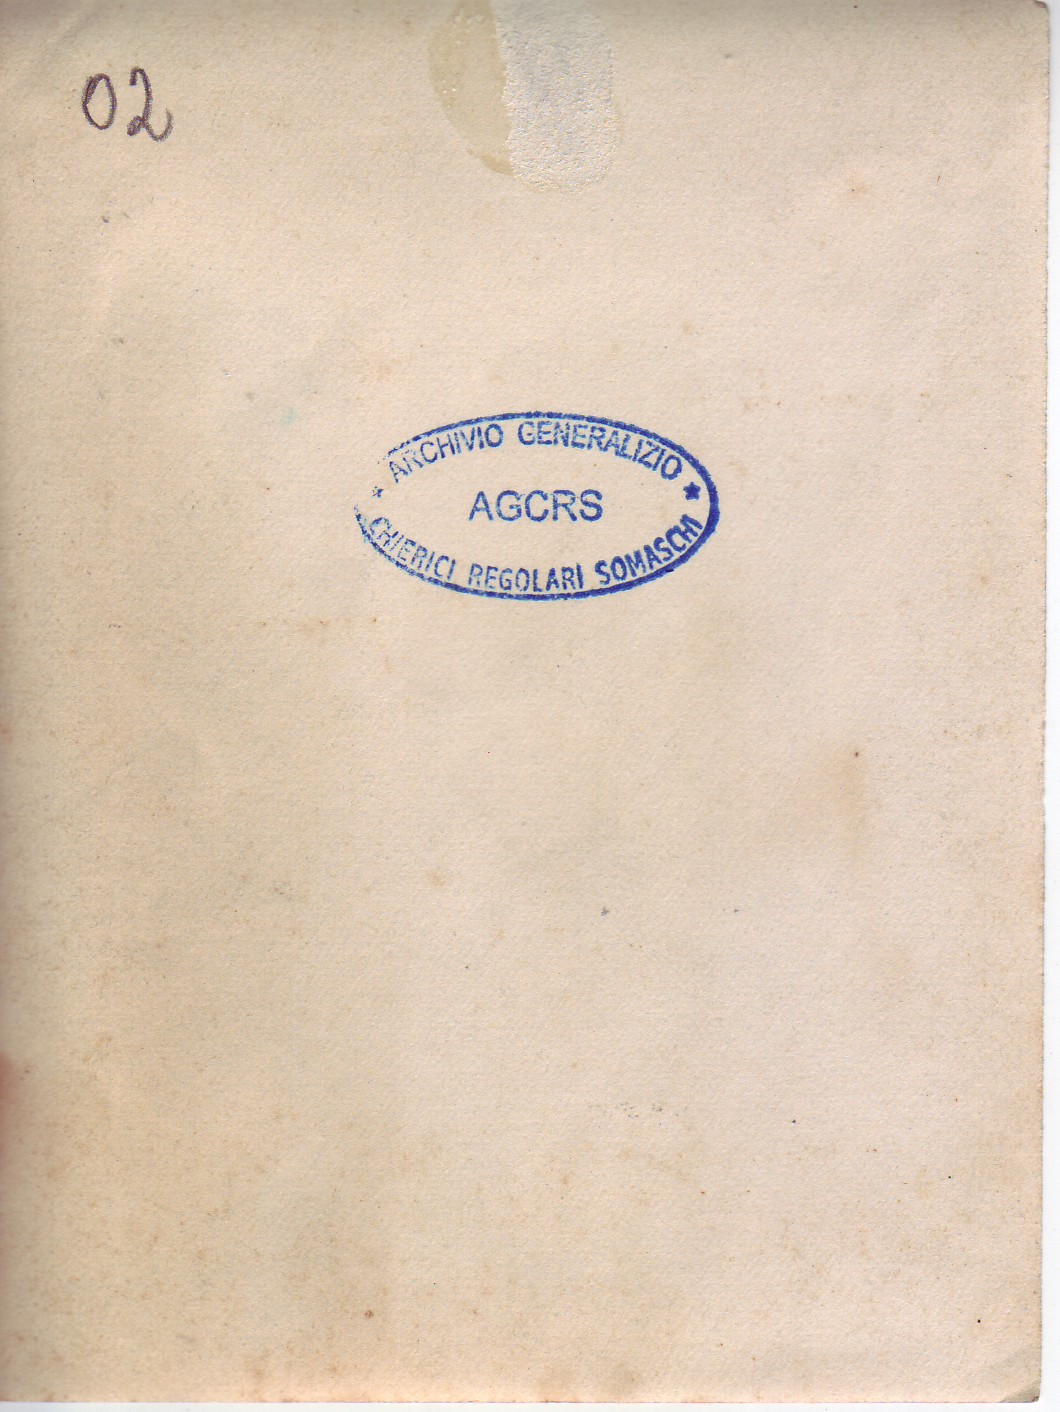 02
* ARCHIVIO GENERALIZIO *
AGCRS
CHIERICI REGOLARI SOMASCHI